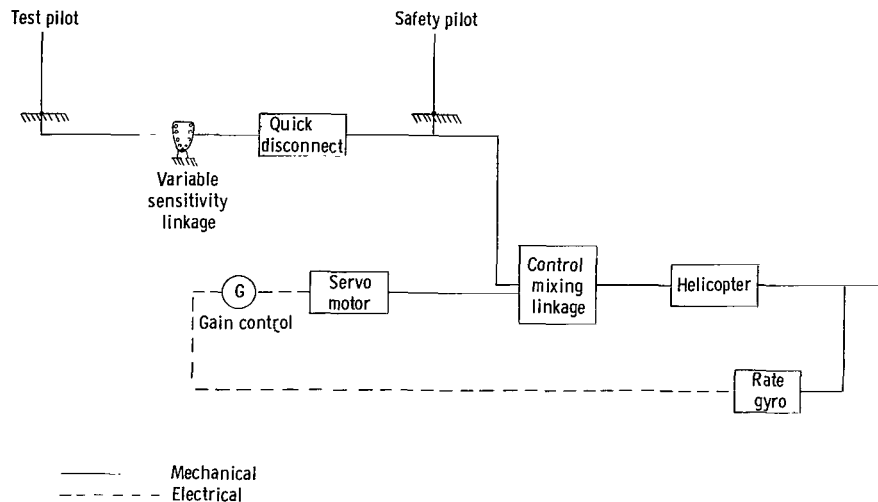 Test pilot
Safety pilot
Quick
disconnect
Variable
sensitivity
linkage
G
Gain control
Servo
motor
Control
mixing
linkage
Helicopter
Rate
gyro
Mechanical
Electrical